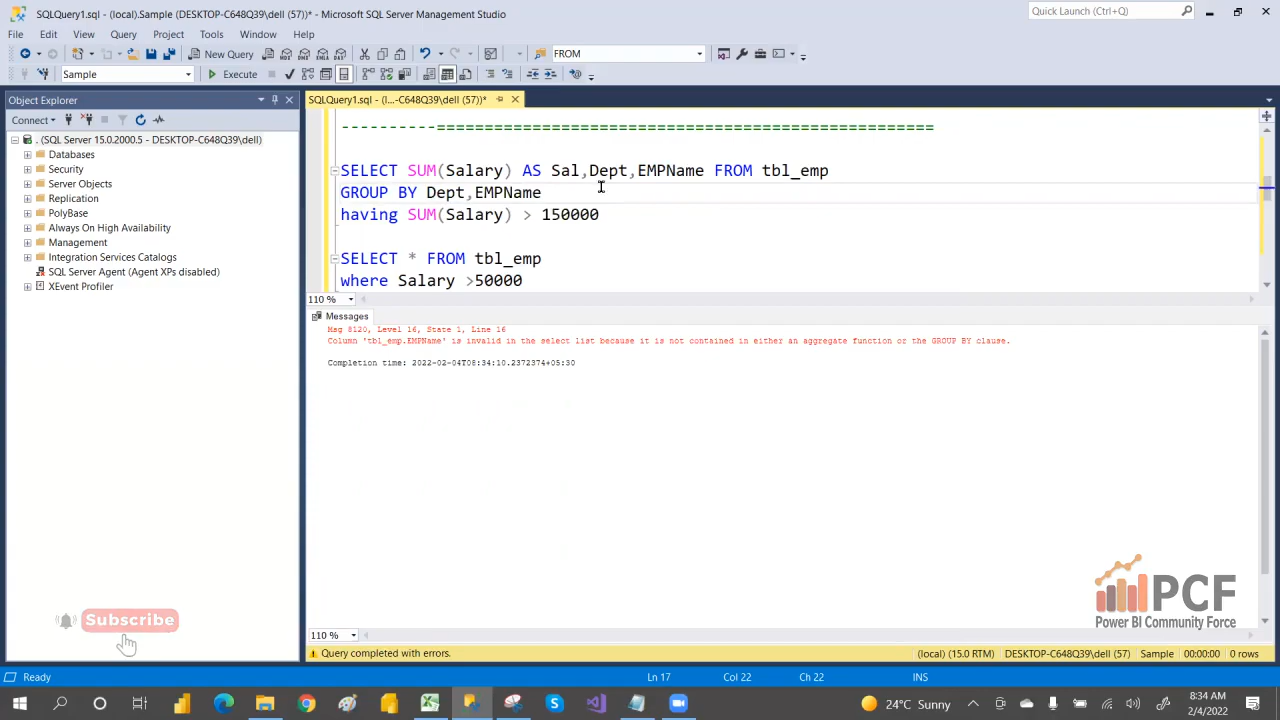 SQLQuery1.sql - (local).Sample (DESKTOP-C648Q39\dell (57))* - Microsoft SQL Server Management Studio
Quick Launch (Ctrl+Q)
File Edit View Query Project Tools Window Help
New Query MDX DMX XMLA DAX FROM
Sample Execute
Object Explorer
SQLQuery1.sql - (l...-C648Q39\dell (57))*
Connect
. (SQL Server 15.0.2000.5 - DESKTOP-C648Q39\dell)
Databases
Security
Server Objects
Replication
PolyBase
Always On High Availability
Management
Integration Services Catalogs
SQL Server Agent (Agent XPs disabled)
XEvent Profiler
----------====================================================
SELECT SUM(Salary) AS Sal,Dept,EMPName FROM tbl_emp
GROUP BY Dept,EMPName
having SUM(Salary) > 150000
SELECT * FROM tbl_emp
where Salary >50000
110 %
Messages
Msg 8120, Level 16, State 1, Line 16
Column 'tbl_emp.EMPName' is invalid in the select list because it is not contained in either an aggregate function or the GROUP BY clause.
Completion time: 2022-02-04T08:34:10.2372374+05:30
Subscribe
PCF
Power BI Community Force
110 %
Query completed with errors. (local) (15.0 RTM) DESKTOP-C648Q39\dell (57) Sample 00:00:00 0 rows
Ready Ln 17 Col 22 Ch 22 INS
24°C Sunny
8:34 AM
2/4/2022